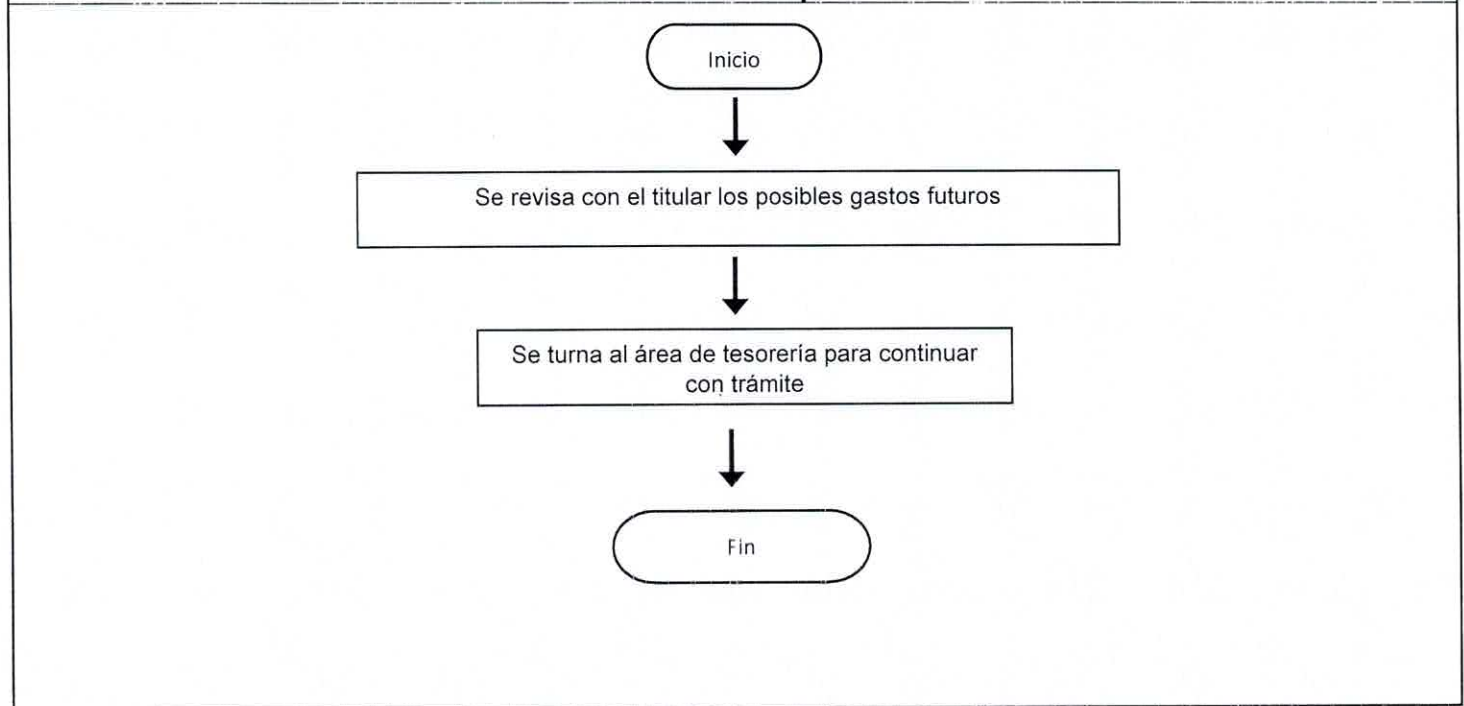 Inicio
Se revisa con el titular los posibles gastos futuros
Se turna al área de tesorería para continuar
con trámite
Fin